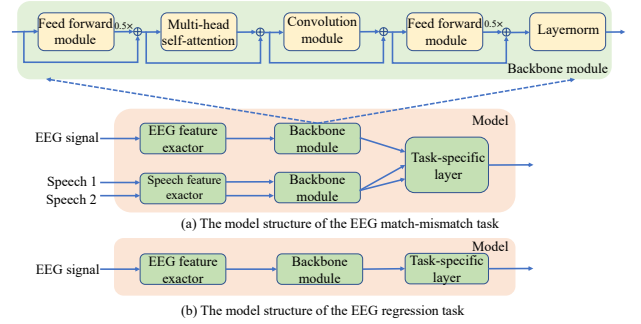 Feed forward
module
0.5×
Multi-head
self-attention
Convolution
module
Feed forward
module
0.5×
Layernorm
Backbone module
Model
EEG signal
EEG feature
exactor
Backbone
module
Task-specific
layer
Speech 1
Speech 2
Speech feature
exactor
Backbone
module
(a) The model structure of the EEG match-mismatch task
Model
EEG signal
EEG feature
exactor
Backbone
module
Task-specific
layer
(b) The model structure of the EEG regression task